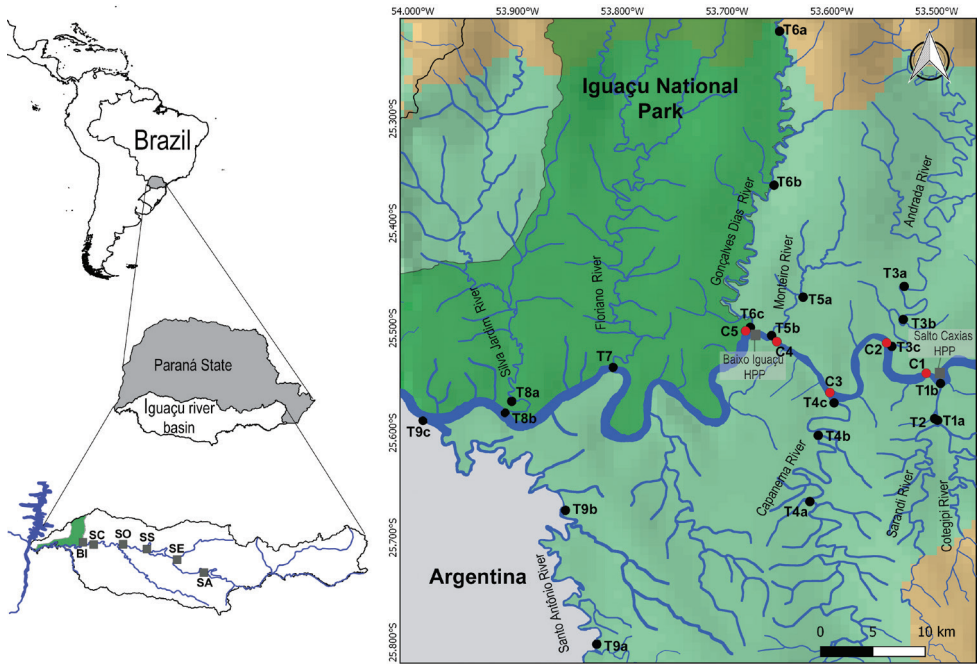 Brazil
Paraná State
Iguaçu river
basin
BI
SC
SO
SS
SE
SA
54.000°S
53.900°S
53.800°S
53.700°S
53.600°S
53.500°S
25.300°S
25.400°S
25.500°S
25.600°S
25.700°S
25.800°S
Iguaçu National
Park
T6a
T6b
Gonçalves Dias River
Andrada River
Monteiro River
Floriano River
Silva Jardim River
T3a
T5a
T3b
T6c
T5b
C5
C4
C2
T3c
Salto Caxias
HPP
Baixo Iguaçu
HPP
C1
T1b
T7
C3
T4c
T8a
T8b
T9c
T2
T1a
T4b
Capanema River
Sarandi River
Cotegipi River
T4a
T9b
Argentina
Santo Antônio River
T9a
0
5
10 km